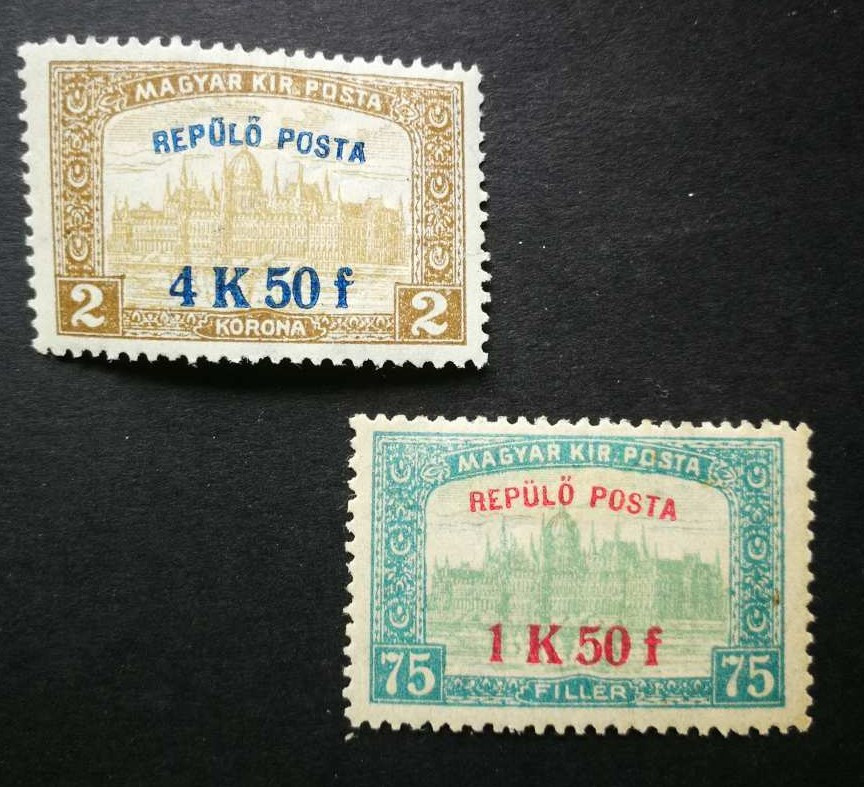 MAGYAR KIR. POSTA
REPŰLŐ POSTA
4 K 50 f
2 KORONA 2
MAGYAR KIR. POSTA
REPÜLŐ POSTA
1 K 50 f
75 FILLÉR 75